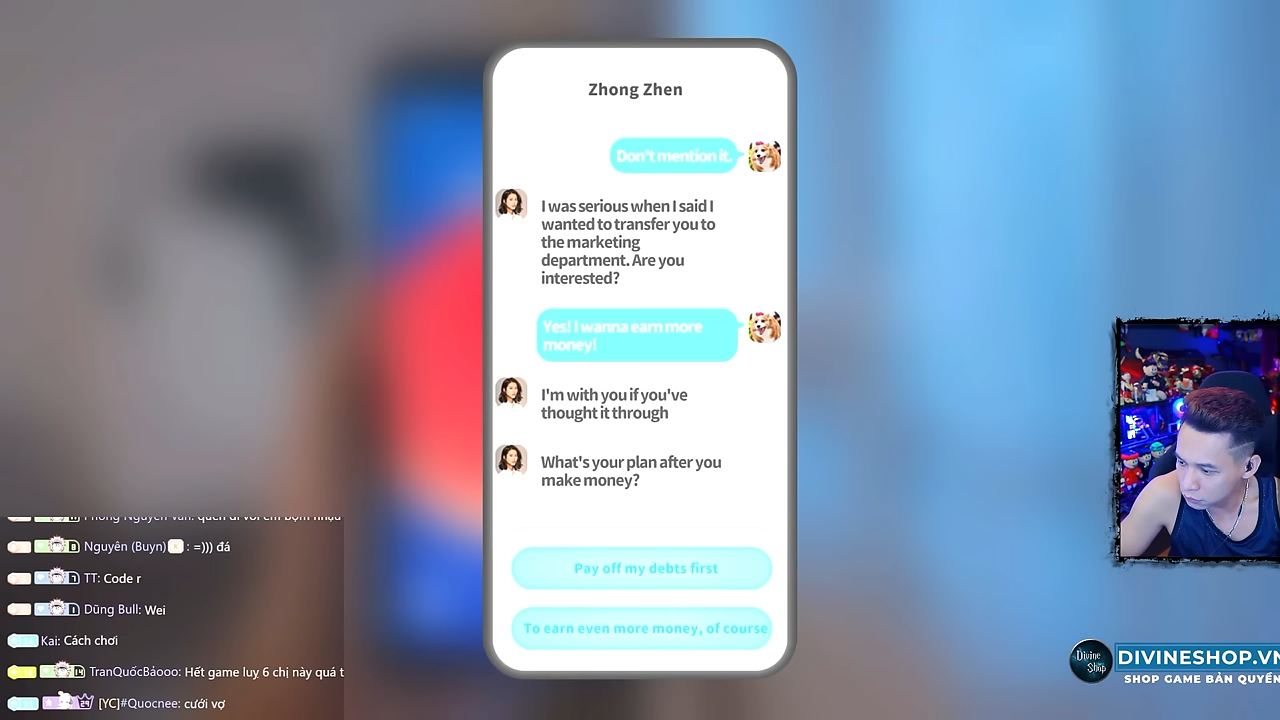 Zhong Zhen
Don't mention it.
I was serious when I said I
wanted to transfer you to
the marketing
department. Are you
interested?
Yes! I wanna earn more
money!
I'm with you if you've
thought it through
What's your plan after you
make money?
Pay off my debts first
To earn even more money, of course
Nguyên (Buyn) : =))) đá
TT: Code r
Dũng Bull: Wei
Kai: Cách chơi
TranQuốcBảooo: Hết game luỵ 6 chị này quá t
[YC]#Quocnee: cưới vợ
Divine
Shop
DIVINESHOP.VN
SHOP GAME BẢN QUYỀN